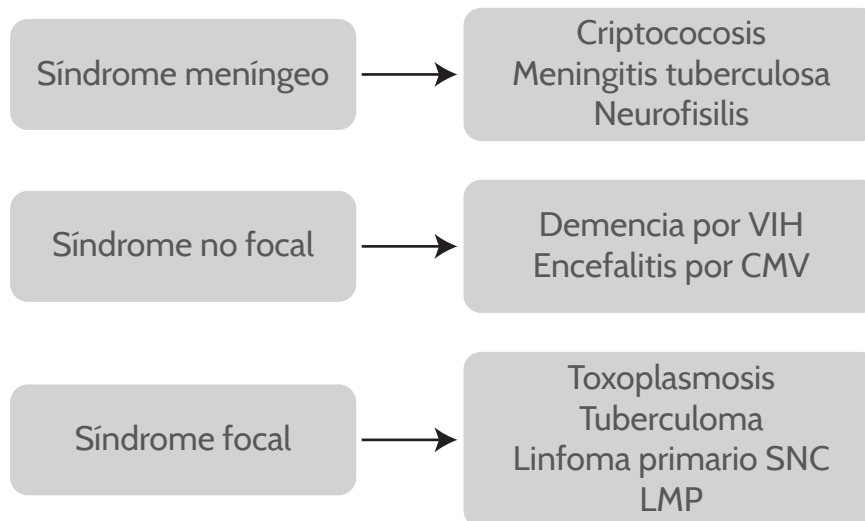 Síndrome meníngeo
Criptococosis
Meningitis tuberculosa
Neurofisilis
Síndrome no focal
Demencia por VIH
Encefalitis por CMV
Síndrome focal
Toxoplasmosis
Tuberculoma
Linfoma primario SNC
LMP